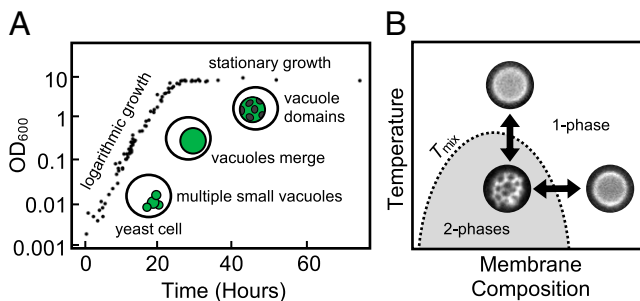 A
OD600
10
1
0.1
0.01
0.001
logarithmic growth
stationary growth
vacuole
domains
vacuoles merge
multiple small vacuoles
yeast cell
0
20
40
60
Time (Hours)
B
Temperature
Tmix
1-phase
2-phases
Membrane
Composition